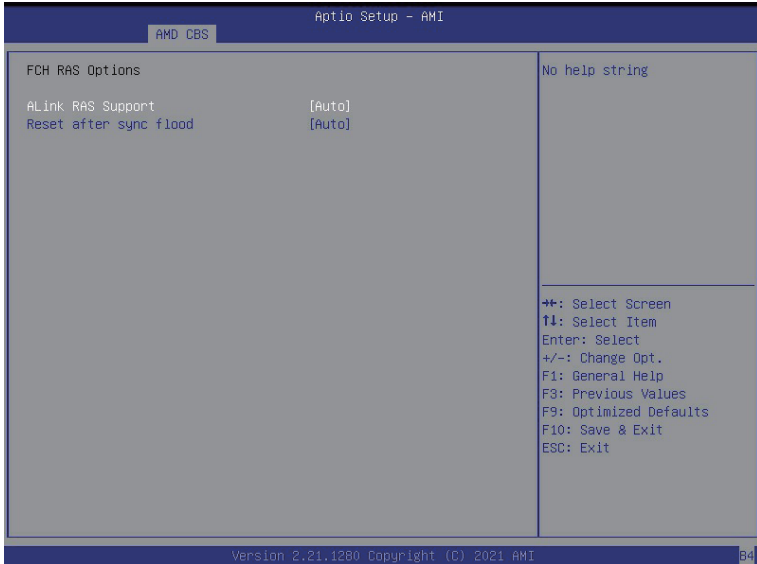 Aptio Setup – AMI
AMD CBS
FCH RAS Options
ALink RAS Support [Auto]
Reset after sync flood [Auto]
No help string
→←: Select Screen
↑↓: Select Item
Enter: Select
+/-: Change Opt.
F1: General Help
F3: Previous Values
F9: Optimized Defaults
F10: Save & Exit
ESC: Exit
Version 2.21.1280 Copyright (C) 2021 AMI
B4